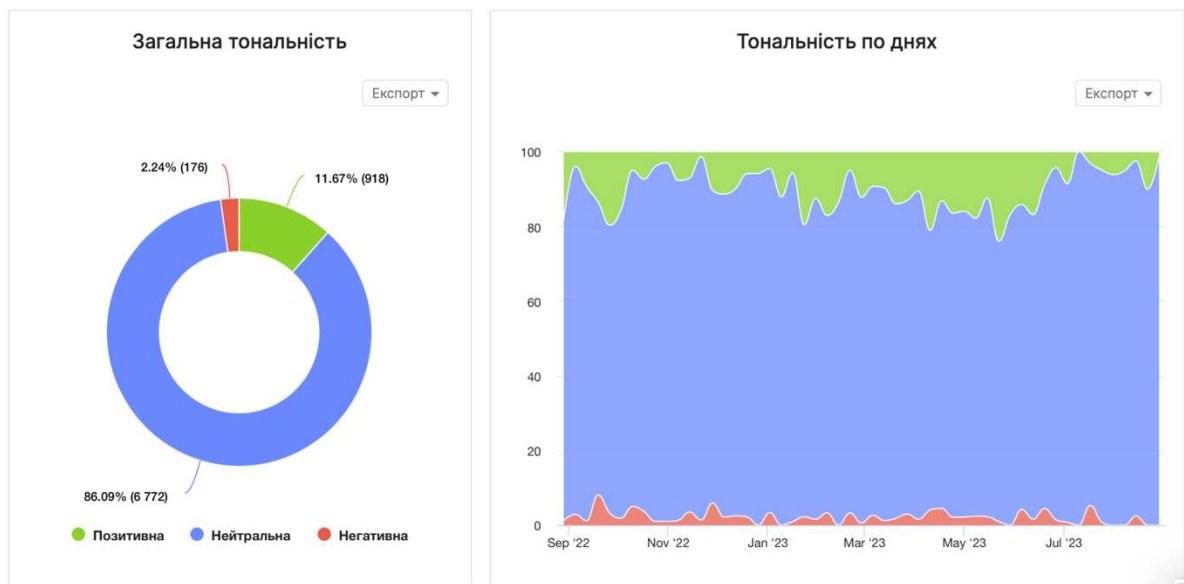 Загальна тональність
Експорт
2.24% (176)
11.67% (918)
86.09% (6 772)
Позитивна
Нейтральна
Негативна
Тональність по днях
Експорт
100
80
60
40
20
0
Sep '22
Nov '22
Jan '23
Mar '23
May '23
Jul '23